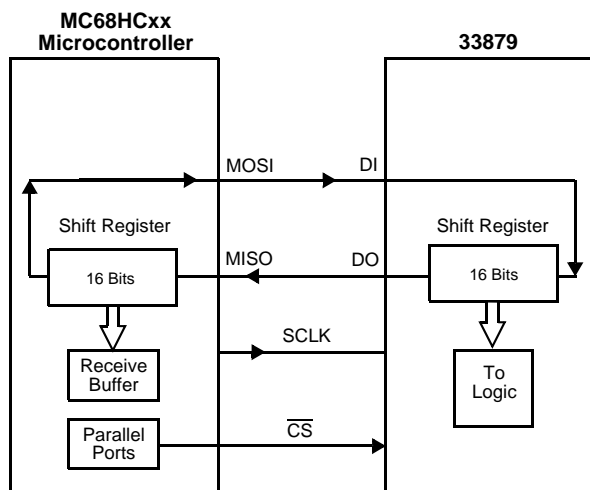 MC68HCxx
Microcontroller
33879
MOSI
DI
Shift Register
Shift Register
MISO
DO
16 Bits
16 Bits
SCLK
Receive
Buffer
To
Logic
Parallel
Ports
CS